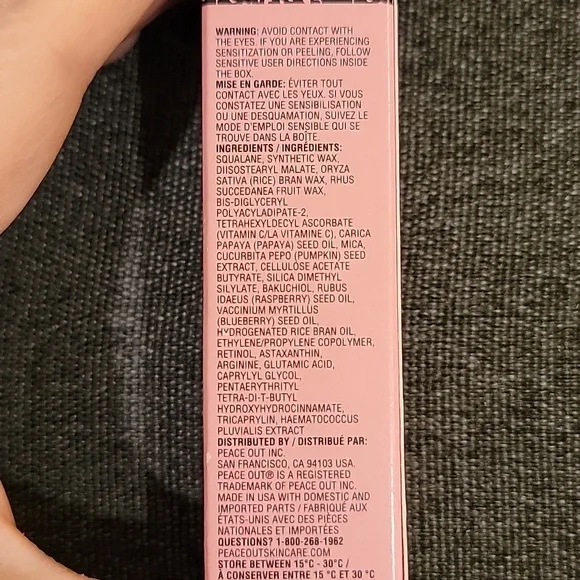 WARNING: AVOID CONTACT WITH
THE EYES. IF YOU ARE EXPERIENCING
SENSITIZATION OR PEELING, FOLLOW
SENSITIVE USER DIRECTIONS INSIDE
THE BOX.
MISE EN GARDE: ÉVITER TOUT
CONTACT AVEC LES YEUX. SI VOUS
CONSTATEZ UNE SENSIBILISATION
OU UNE DESQUAMATION, SUIVEZ LE
MODE D'EMPLOI SENSIBLE QUI SE
TROUVE DANS LA BOÎTE.
INGREDIENTS / INGRÉDIENTS:
SQUALANE, SYNTHETIC WAX,
DIISOSTEARYL MALATE, ORYZA
SATIVA (RICE) BRAN WAX, RHUS
SUCCEDANEA FRUIT WAX,
BIS-DIGLYCERYL
POLYACYLADIPATE-2,
TETRAHEXYLDECYL ASCORBATE
(VITAMIN C/LA VITAMINE C), CARICA
PAPAYA (PAPAYA) SEED OIL, MICA,
CUCURBITA PEPO (PUMPKIN) SEED
EXTRACT, CELLULOSE ACETATE
BUTYRATE, SILICA DIMETHYL
SILYLATE, BAKUCHIOL, RUBUS
IDAEUS (RASPBERRY) SEED OIL,
VACCINIUM MYRTILLUS
(BLUEBERRY) SEED OIL,
HYDROGENATED RICE BRAN OIL,
ETHYLENE/PROPYLENE COPOLYMER,
RETINOL, ASTAXANTHIN,
ARGININE, GLUTAMIC ACID,
CAPRYLYL GLYCOL,
PENTAERYTHRITYL
TETRA-DI-T-BUTYL
HYDROXYHYDROCINNAMATE,
TRICAPRYLIN, HAEMATOCOCCUS
PLUVIALIS EXTRACT
DISTRIBUTED BY / DISTRIBUÉ PAR:
PEACE OUT INC.
SAN FRANCISCO, CA 94103 USA.
PEACE OUT® IS A REGISTERED
TRADEMARK OF PEACE OUT INC.
MADE IN USA WITH DOMESTIC AND
IMPORTED PARTS / FABRIQUÉ AUX
ÉTATS-UNIS AVEC DES PIÈCES
NATIONALES ET IMPORTÉES
QUESTIONS? 1-800-268-1962
PEACEOUTSKINCARE.COM
STORE BETWEEN 15°C - 30°C /
À CONSERVER ENTRE 15 °C ET 30 °C